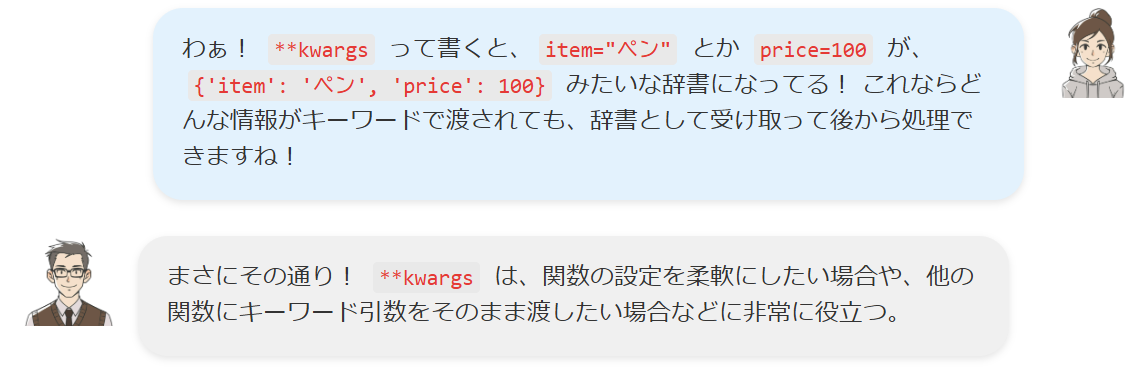 わぁ！ **kwargs って書くと、 item="ペン" とか price=100 が、
{'item': 'ペン', 'price': 100} みたいな辞書になってる！ これならど
んな情報がキーワードで渡されても、辞書として受け取って後から処理で
きますね！
まさにその通り！ **kwargs は、関数の設定を柔軟にしたい場合や、他の
関数にキーワード引数をそのまま渡したい場合などに非常に役立つ。